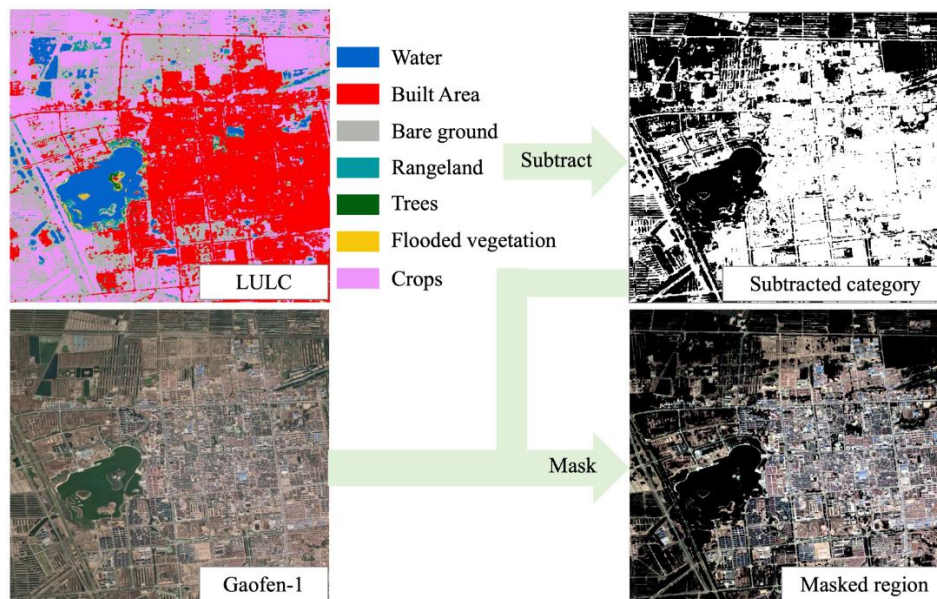 Water
Built Area
Bare ground
Rangeland
Trees
Flooded vegetation
Crops
Subtract
LULC
Subtracted category
Mask
Gaofen-1
Masked region